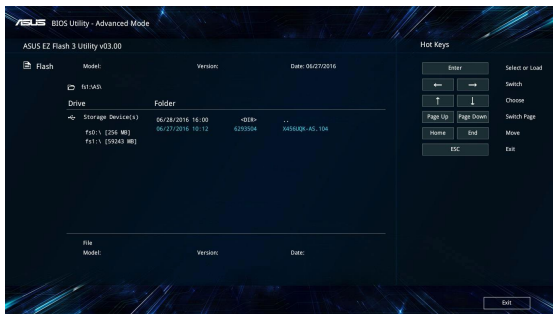 ASUS BIOS Utility - Advanced Mode
ASUS EZ Flash 3 Utility v03.00
Hot Keys
Flash
Model: Version: Date: 06/27/2016
fs1:\AS\
Drive Folder
Storage Device(s)
fs0:\ [256 MB]
fs1:\ [59243 MB]
06/28/2016 16:00 <DIR> ..
06/27/2016 10:12 6293504 X456UQK-AS.104
File
Model: Version: Date:
Enter Select or Load
← → Switch
↑ ↓ Choose
Page Up Page Down Switch Page
Home End Move
ESC Exit
Exit